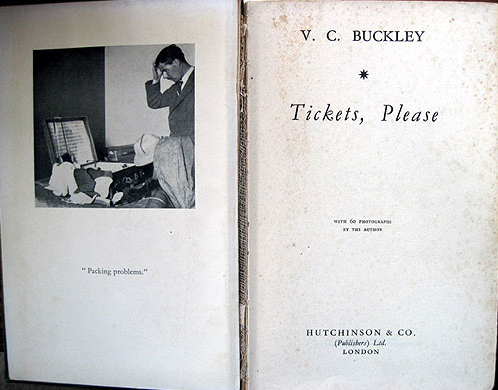 "Packing problems."
V. C. BUCKLEY
Tickets, Please
WITH 60 PHOTOGRAPHS
BY THE AUTHOR
HUTCHINSON & CO.
(Publishers) Ltd.
LONDON